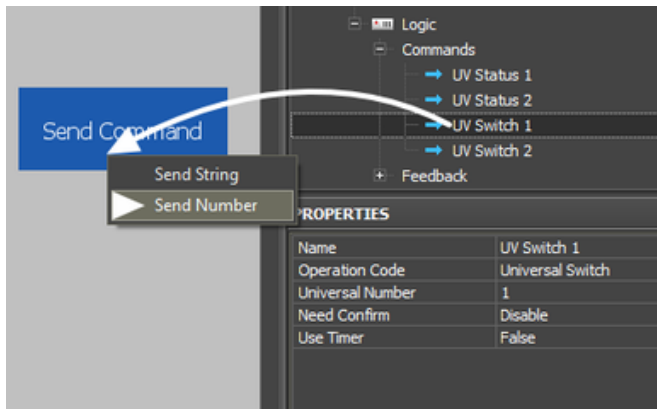 Logic
Commands
UV Status 1
UV Status 2
UV Switch 1
UV Switch 2
Feedback
Send Command
Send String
Send Number
PROPERTIES
Name UV Switch 1
Operation Code Universal Switch
Universal Number 1
Need Confirm Disable
Use Timer False